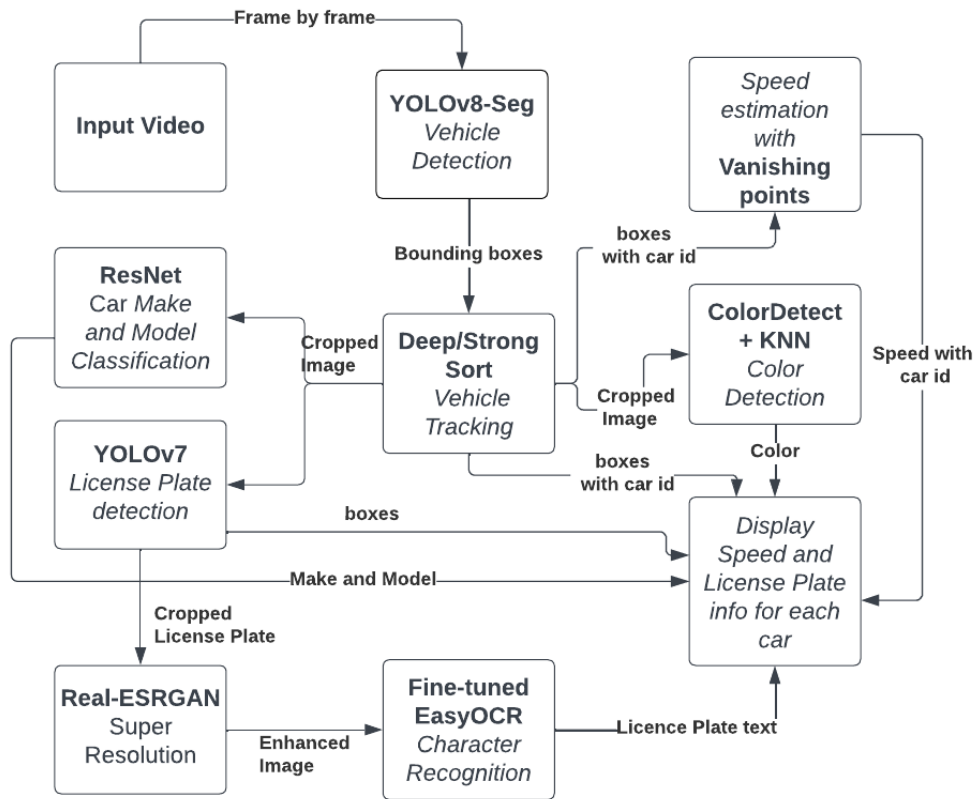 Frame by frame
Input Video
YOLOv8-Seg
Vehicle
Detection
Speed
estimation
with
Vanishing
points
Bounding boxes
boxes
with car id
ResNet
Car Make
and Model
Classification
Cropped
Image
Deep/Strong
Sort
Vehicle
Tracking
Cropped
Image
ColorDetect
+ KNN
Color
Detection
Speed with
car id
YOLOv7
License Plate
detection
boxes
with car id
Color
boxes
Make and Model
Display
Speed and
License Plate
info for each
car
Cropped
License Plate
Real-ESRGAN
Super
Resolution
Enhanced
Image
Fine-tuned
EasyOCR
Character
Recognition
Licence Plate text